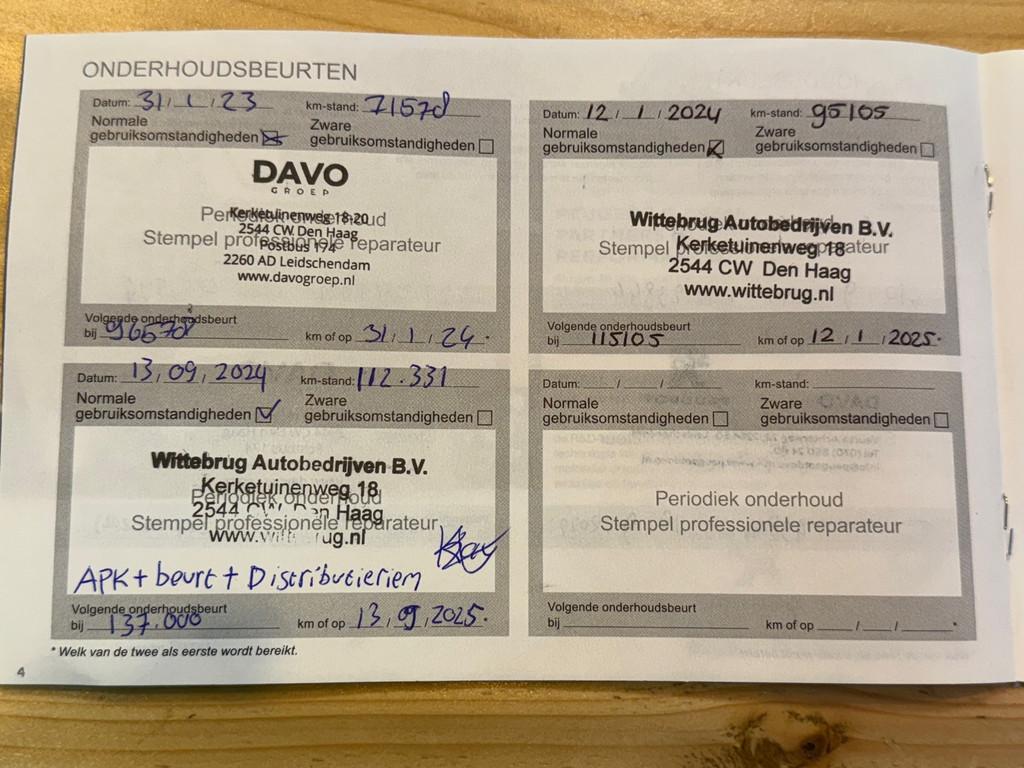 ONDERHOUDSBEURTEN
Datum: 31/1/23 km-stand: 71578
Normale gebruiksomstandigheden Zware gebruiksomstandigheden
DAVO
GROEP
Periodiek onderhoud
Kerketuinenweg 18-20
2544 CW Den Haag
Stempel professionele reparateur
Postbus 174
2260 AD Leidschendam
www.davogroep.nl
Volgende onderhoudsbeurt
bij 96578 km of op 31/1/24.*
Datum: 12/1/2024 km-stand: 95105
Normale gebruiksomstandigheden Zware gebruiksomstandigheden
Wittebrug Autobedrijven B.V.
Periodiek onderhoud
Kerketuinenweg 18
Stempel professionele reparateur
2544 CW Den Haag
www.wittebrug.nl
Volgende onderhoudsbeurt
bij 115105 km of op 12/1/2025.*
Datum: 13/09/2024 km-stand: 112.331
Normale gebruiksomstandigheden Zware gebruiksomstandigheden
Wittebrug Autobedrijven B.V.
Kerketuinenweg 18
Periodiek onderhoud
2544 CW Den Haag
Stempel professionele reparateur
www.wittebrug.nl
APK + beurt + Distributieriem
Volgende onderhoudsbeurt
bij 137.000 km of op 13/09/2025.*
Datum: / / km-stand:
Normale gebruiksomstandigheden Zware gebruiksomstandigheden
Periodiek onderhoud
Stempel professionele reparateur
Volgende onderhoudsbeurt
bij km of op / / .*
* Welk van de twee als eerste wordt bereikt.
4